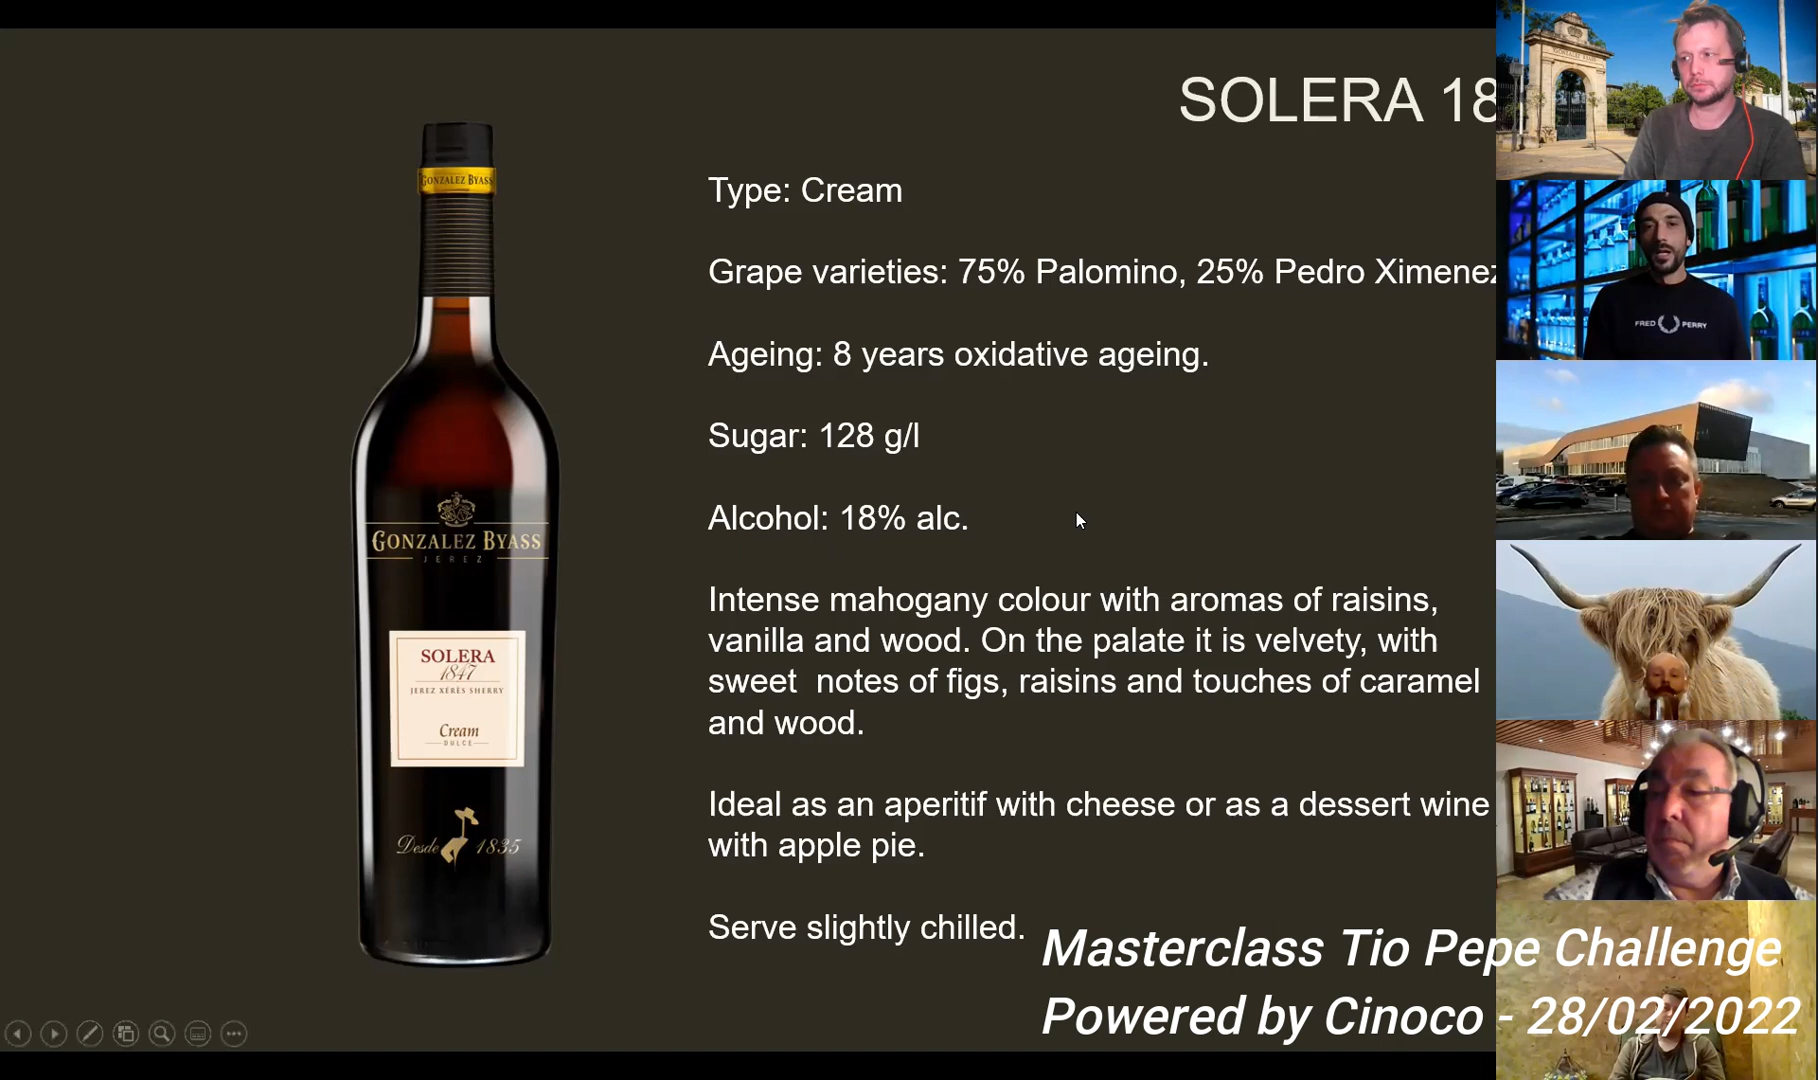 SOLERA 18
Type: Cream
Grape varieties: 75% Palomino, 25% Pedro Ximenez
Ageing: 8 years oxidative ageing.
Sugar: 128 g/l
Alcohol: 18% alc.
Intense mahogany colour with aromas of raisins,
vanilla and wood. On the palate it is velvety, with
sweet notes of figs, raisins and touches of caramel
and wood.
Ideal as an aperitif with cheese or as a dessert wine
with apple pie.
Serve slightly chilled.
GONZALEZ BYASS
GONZALEZ BYASS
JEREZ
SOLERA
1847
JEREZ XÉRÈS SHERRY
Cream
DULCE
Desde 1835
FRED PERRY
Masterclass Tio Pepe Challenge
Powered by Cinoco - 28/02/2022